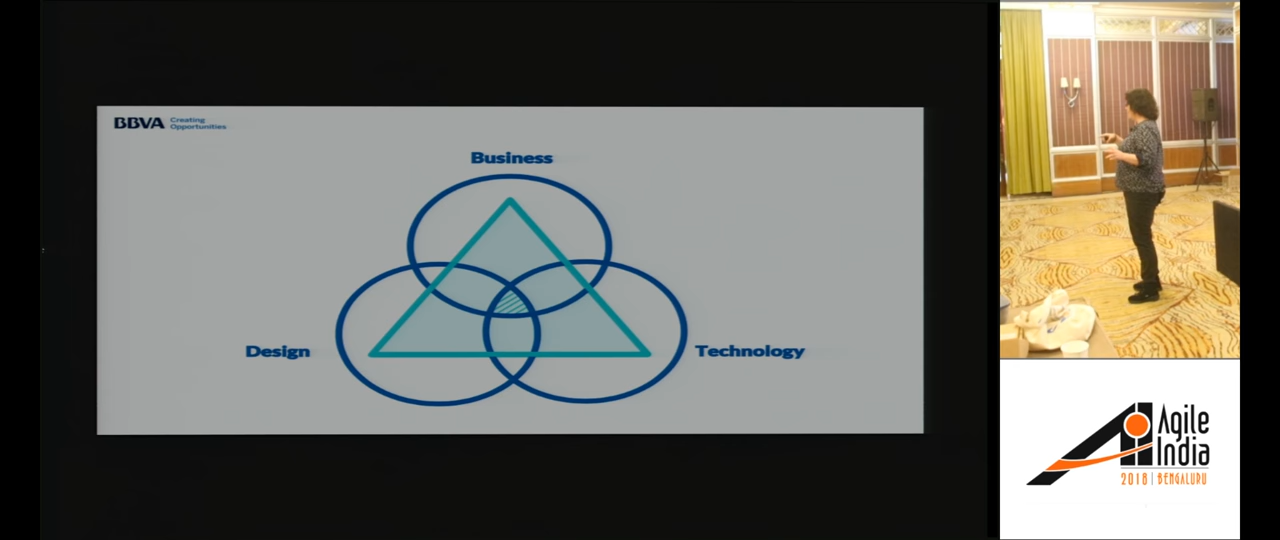 BBVA
Creating
Opportunities
Business
Design
Technology
Agile
India
2018 | BENGALURU